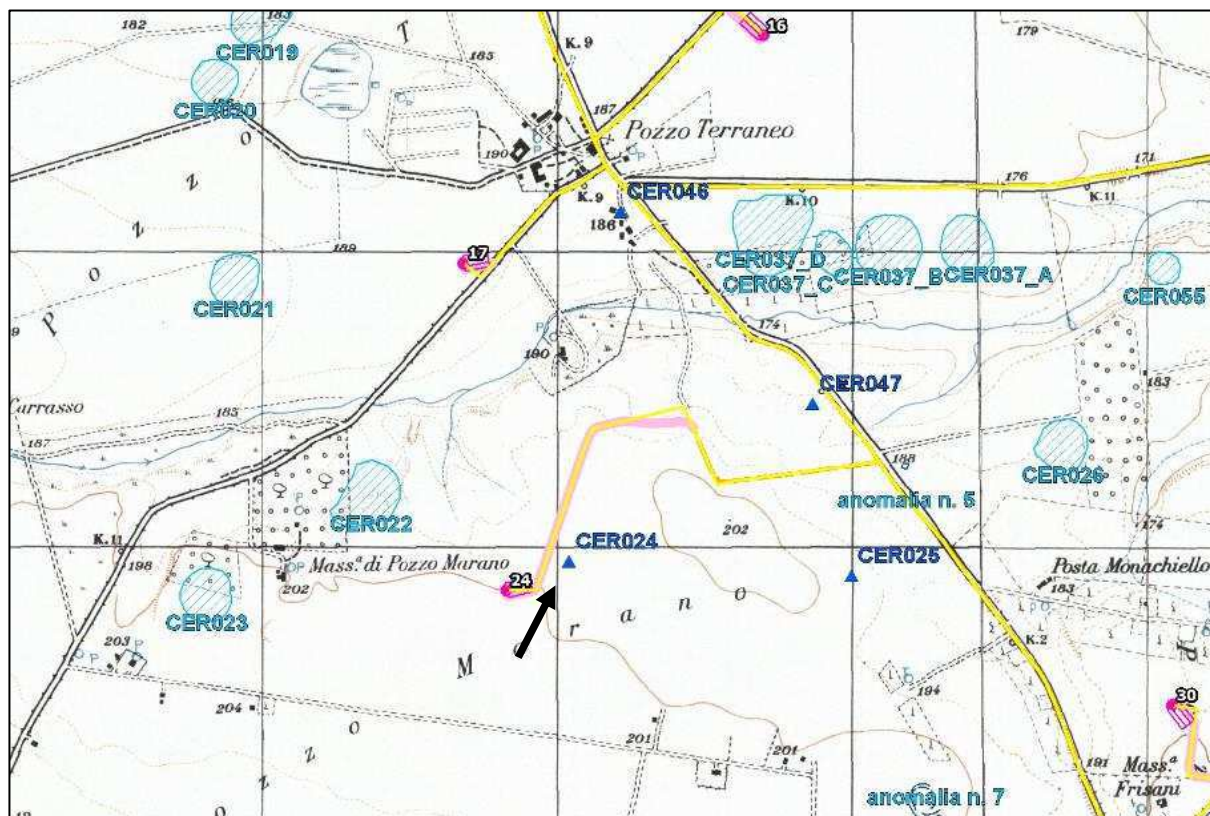 16
179
182
183
T
CER019
185
K.9
CER020
187
Pozzo Terraneo
190
P
z
K.9
176
171
CER046
K.10
K.11
186
o
17
189
CER037_D
CER037_C
CER037_B
CER037_A
CER055
CER021
P
174
190
183
Carrasso
185
CER047
187
188
CER026
anomalia n. 5
CER022
202
174
K.11
198
CER024
CER025
Mass.a di Pozzo Marano
Posta Monachiello
24
202
183
CER023
a n o
r
K.2
203
M
194
204
30
201
201
191
Mass.a
Frisani
anomalia n. 7
z z o